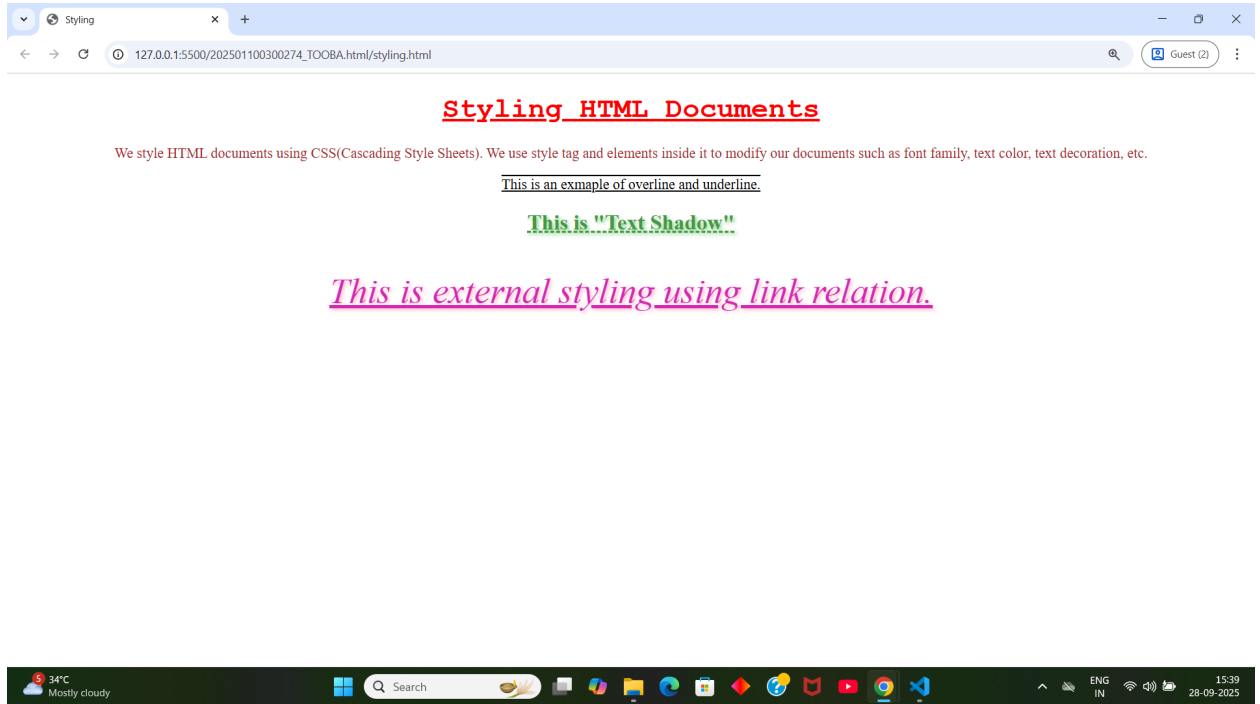 Styling
127.0.0.1:5500/202501100300274_TOOBA.html/styling.html
Guest (2)
Styling HTML Documents
We style HTML documents using CSS(Cascading Style Sheets). We use style tag and elements inside it to modify our documents such as font family, text color, text decoration, etc.
This is an exmaple of overline and underline.
This is "Text Shadow"
This is external styling using link relation.
5
34°C
Mostly cloudy
Search
ENG
IN
15:39
28-09-2025